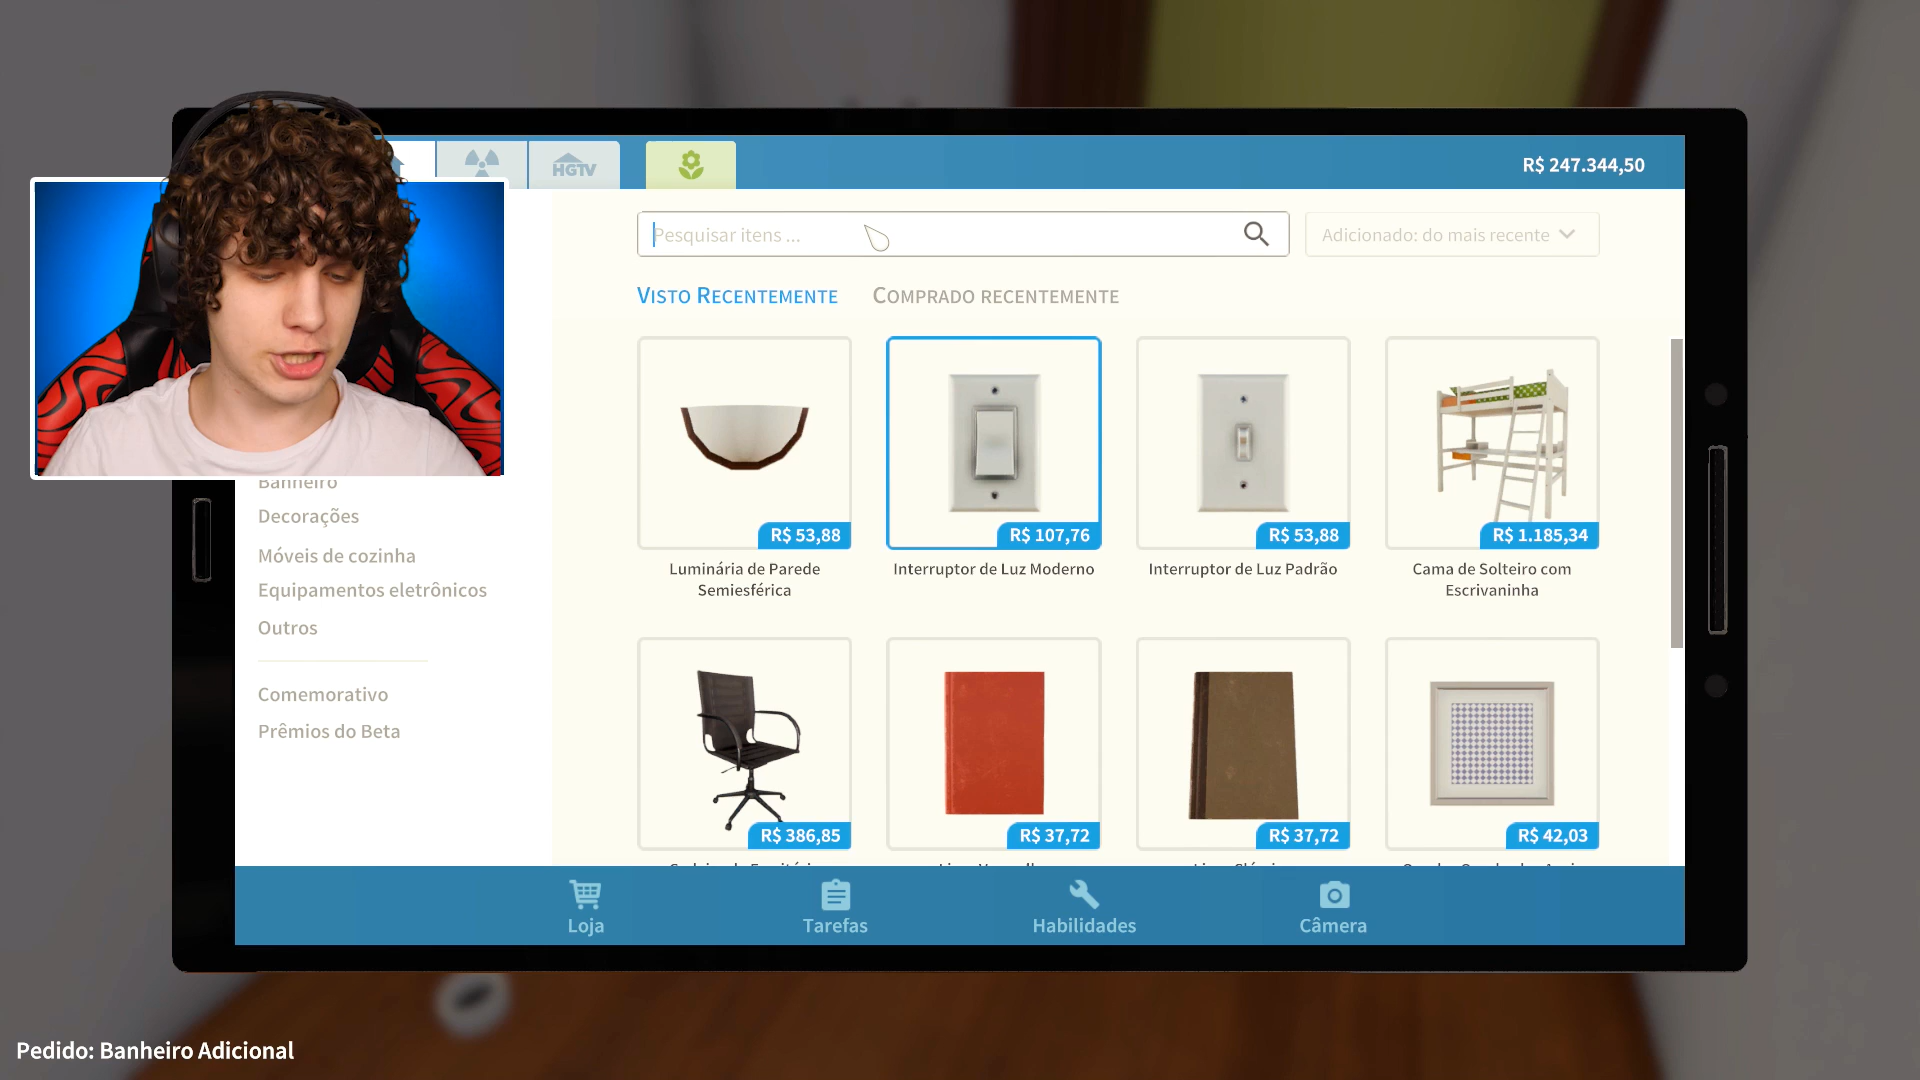 HGTV
R$ 247.344,50
Pesquisar itens ...
Adicionado: do mais recente
Visto Recentemente
Comprado recentemente
Banheiro
Decorações
Móveis de cozinha
Equipamentos eletrônicos
Outros
Comemorativo
Prêmios do Beta
R$ 53,88
R$ 107,76
R$ 53,88
R$ 1.185,34
Luminária de Parede
Semiesférica
Interruptor de Luz Moderno
Interruptor de Luz Padrão
Cama de Solteiro com
Escrivaninha
R$ 386,85
R$ 37,72
R$ 37,72
R$ 42,03
Loja
Tarefas
Habilidades
Câmera
Pedido: Banheiro Adicional